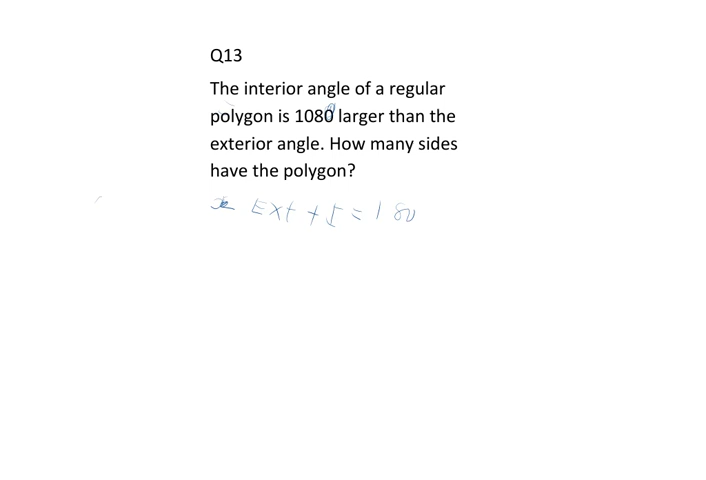 Q13
The interior angle of a regular
polygon is 1080 larger than the
exterior angle. How many sides
have the polygon?
Ext + I = 180